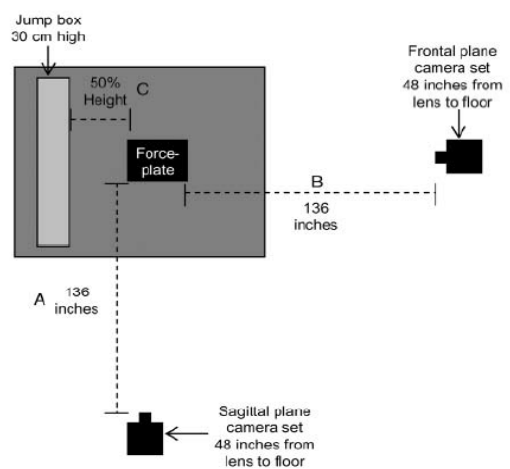 Jump box
30 cm high
Frontal plane
camera set
48 inches from
lens to floor
50%
Height
C
Force-
plate
B
136
inches
A
136
inches
Sagittal plane
camera set
48 inches from
lens to floor